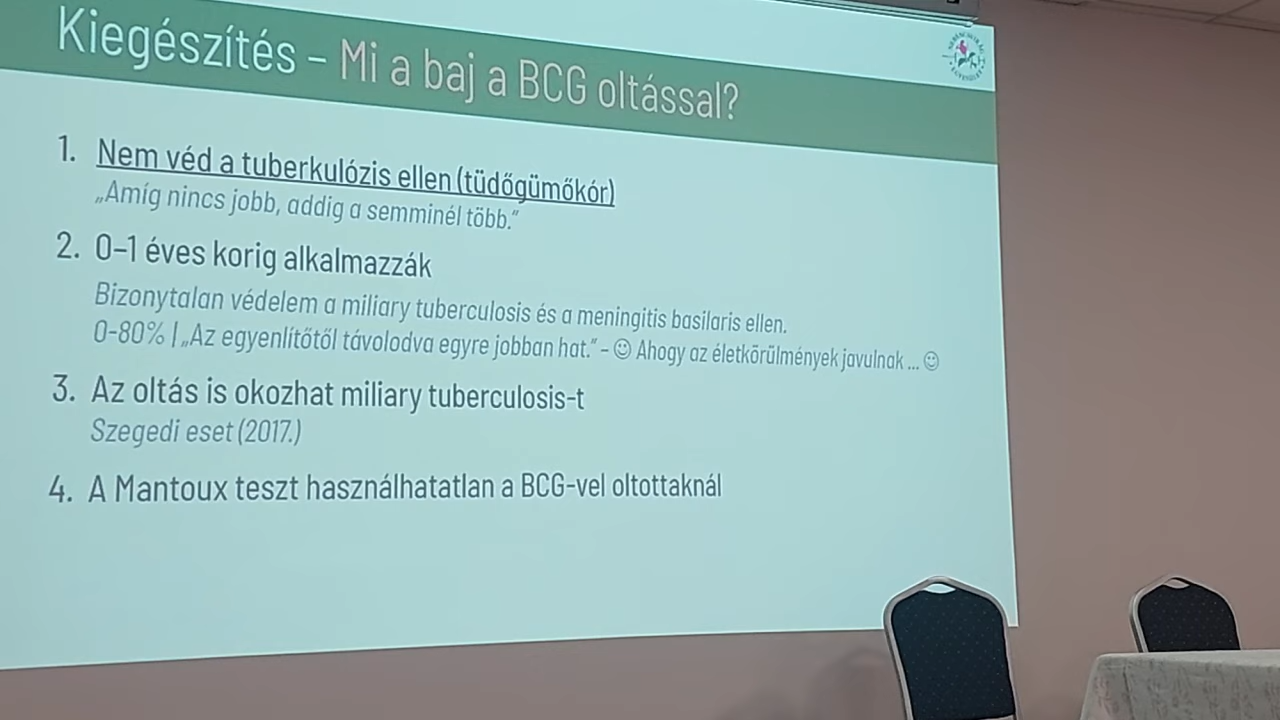 Kiegészítés – Mi a baj a BCG oltással?
1. Nem véd a tuberkulózis ellen (tüdőgümőkór)
„Amíg nincs jobb, addig a semminél több.”
2. 0–1 éves korig alkalmazzák
Bizonytalan védelem a miliary tuberculosis és a meningitis basilaris ellen.
0-80% | „Az egyenlítőtől távolodva egyre jobban hat.” – ☺ Ahogy az életkörülmények javulnak ... ☺
3. Az oltás is okozhat miliary tuberculosis-t
Szegedi eset (2017.)
4. A Mantoux teszt használhatatlan a BCG-vel oltottaknál